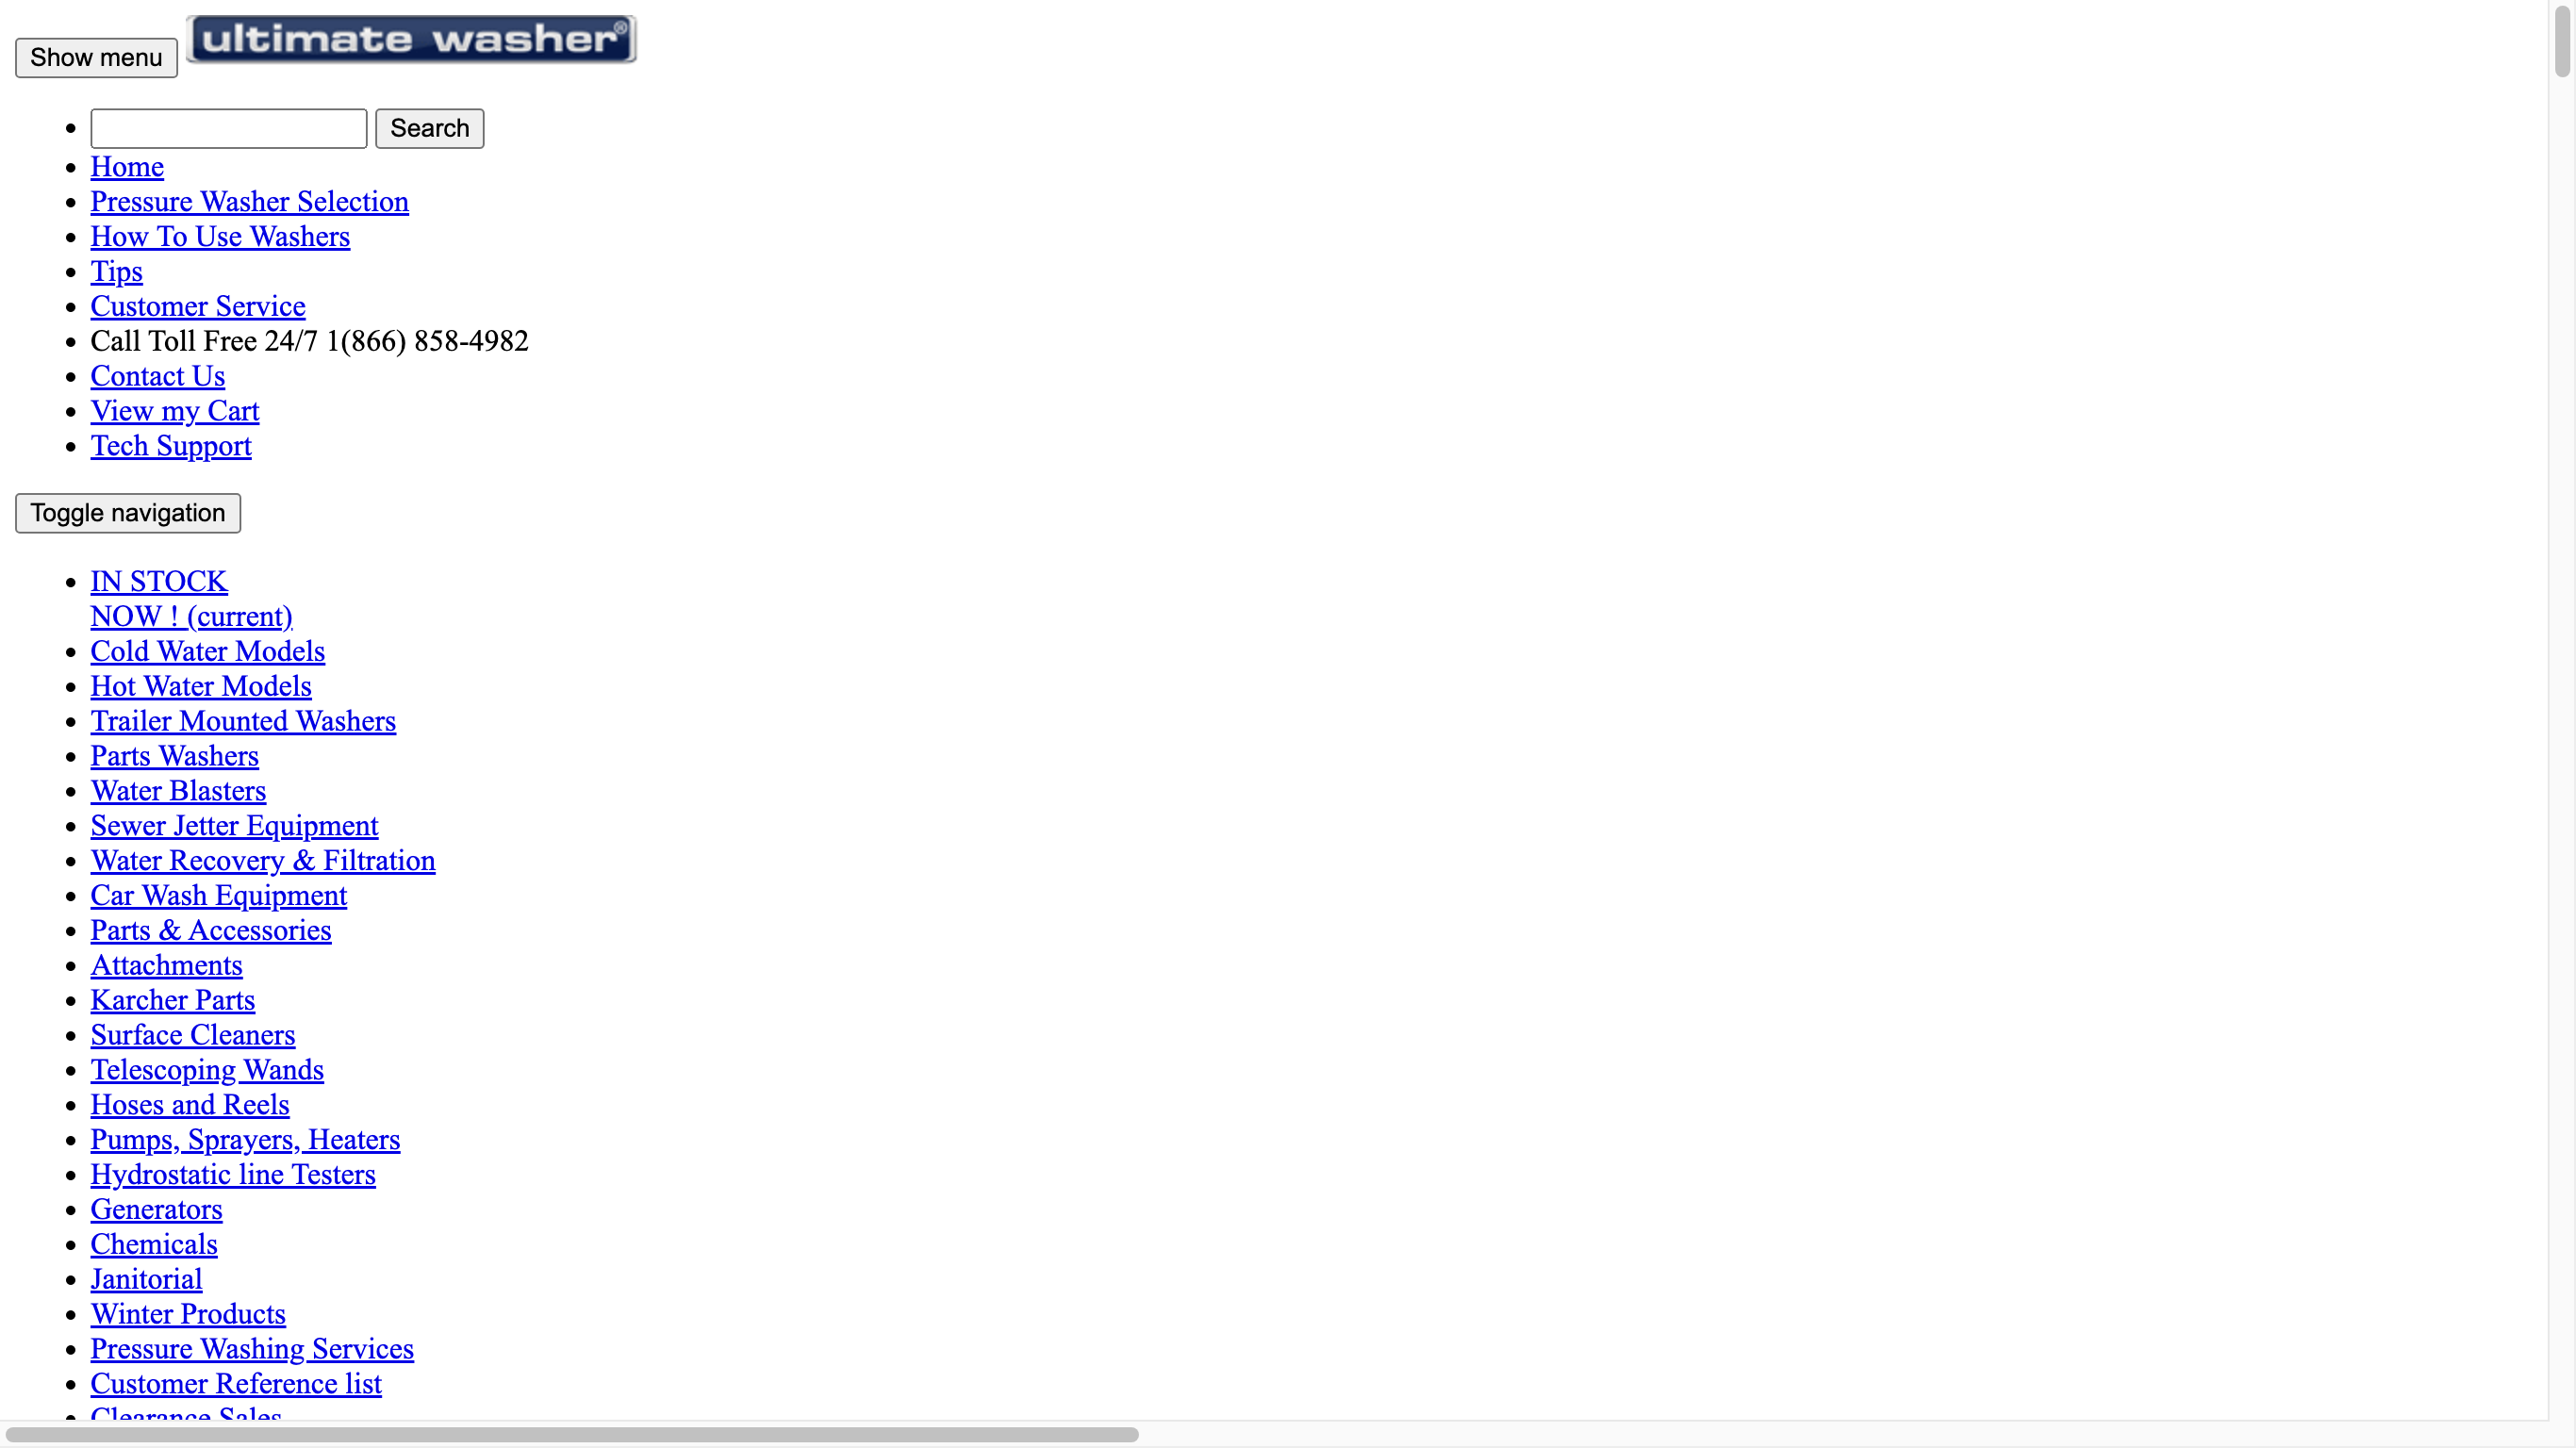 Show menu ultimate washer®
Search
Home
Pressure Washer Selection
How To Use Washers
Tips
Customer Service
Call Toll Free 24/7 1(866) 858-4982
Contact Us
View my Cart
Tech Support
Toggle navigation
IN STOCK
NOW ! (current)
Cold Water Models
Hot Water Models
Trailer Mounted Washers
Parts Washers
Water Blasters
Sewer Jetter Equipment
Water Recovery & Filtration
Car Wash Equipment
Parts & Accessories
Attachments
Karcher Parts
Surface Cleaners
Telescoping Wands
Hoses and Reels
Pumps, Sprayers, Heaters
Hydrostatic line Testers
Generators
Chemicals
Janitorial
Winter Products
Pressure Washing Services
Customer Reference list
Clearance Sales